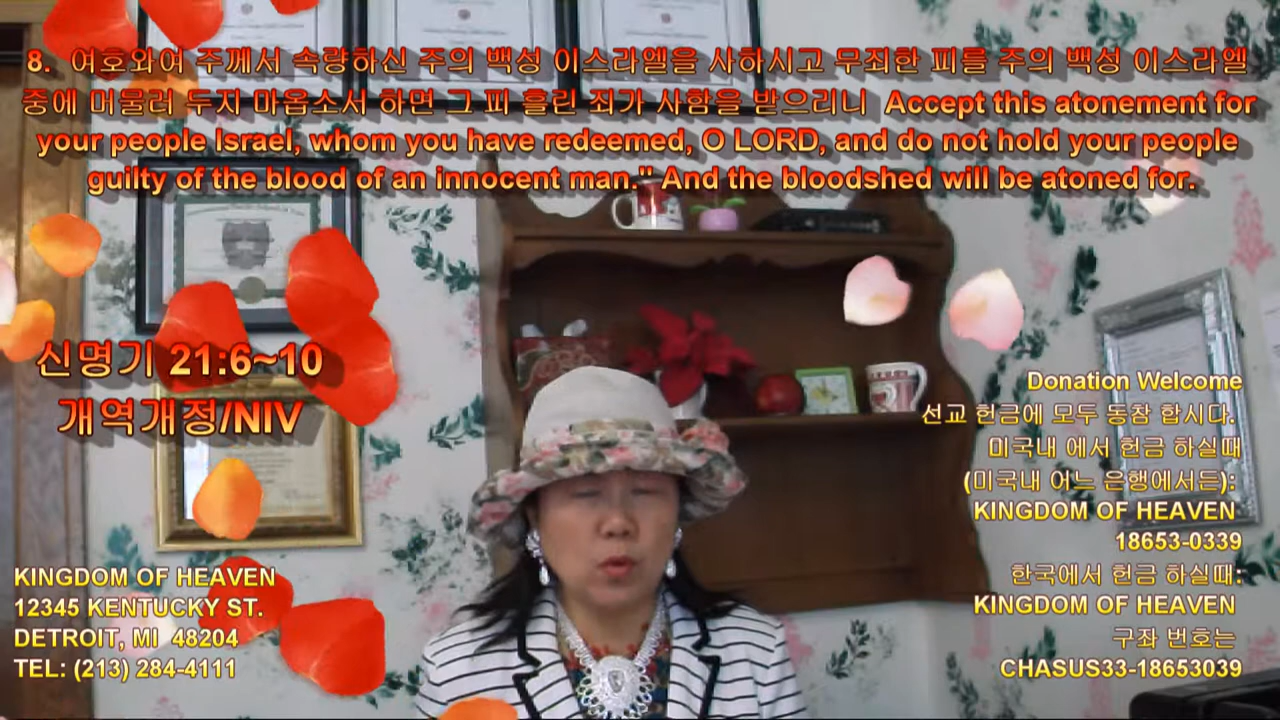 8. 여호와여 주께서 속량하신 주의 백성 이스라엘을 사하시고 무죄한 피를 주의 백성 이스라엘
중에 머물러 두지 마옵소서 하면 그 피 흘린 죄가 사함을 받으리니 Accept this atonement for
your people Israel, whom you have redeemed, O LORD, and do not hold your people
guilty of the blood of an innocent man." And the bloodshed will be atoned for.
신명기 21:6~10
개역개정/NIV
Donation Welcome
선교 헌금에 모두 동참 합시다.
미국내 에서 헌금 하실때
(미국내 어느 은행에서든):
KINGDOM OF HEAVEN
18653-0339
한국에서 헌금 하실때:
KINGDOM OF HEAVEN
구좌 번호는
CHASUS33-18653039
KINGDOM OF HEAVEN
12345 KENTUCKY ST.
DETROIT, MI 48204
TEL: (213) 284-4111